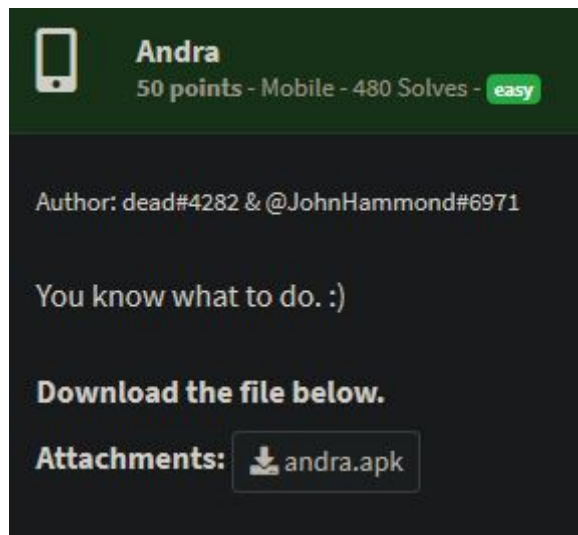 Andra
50 points - Mobile - 480 Solves - easy
Author: dead#4282 & @JohnHammond#6971
You know what to do. :)
Download the file below.
Attachments: andra.apk